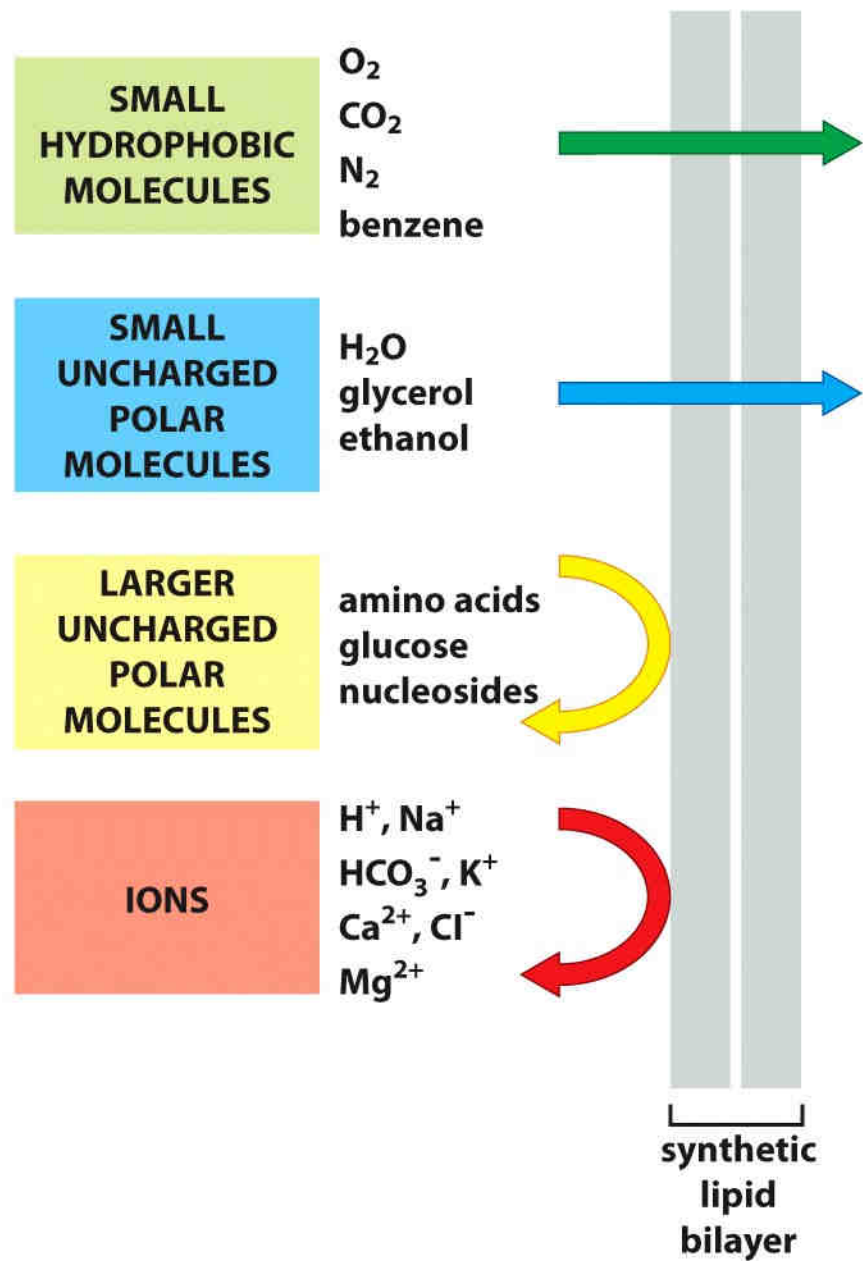 SMALL
HYDROPHOBIC
MOLECULES
O₂
CO₂
N₂
benzene
SMALL
UNCHARGED
POLAR
MOLECULES
H₂O
glycerol
ethanol
LARGER
UNCHARGED
POLAR
MOLECULES
amino acids
glucose
nucleosides
IONS
H⁺, Na⁺
HCO₃⁻, K⁺
Ca²⁺, Cl⁻
Mg²⁺
synthetic
lipid
bilayer